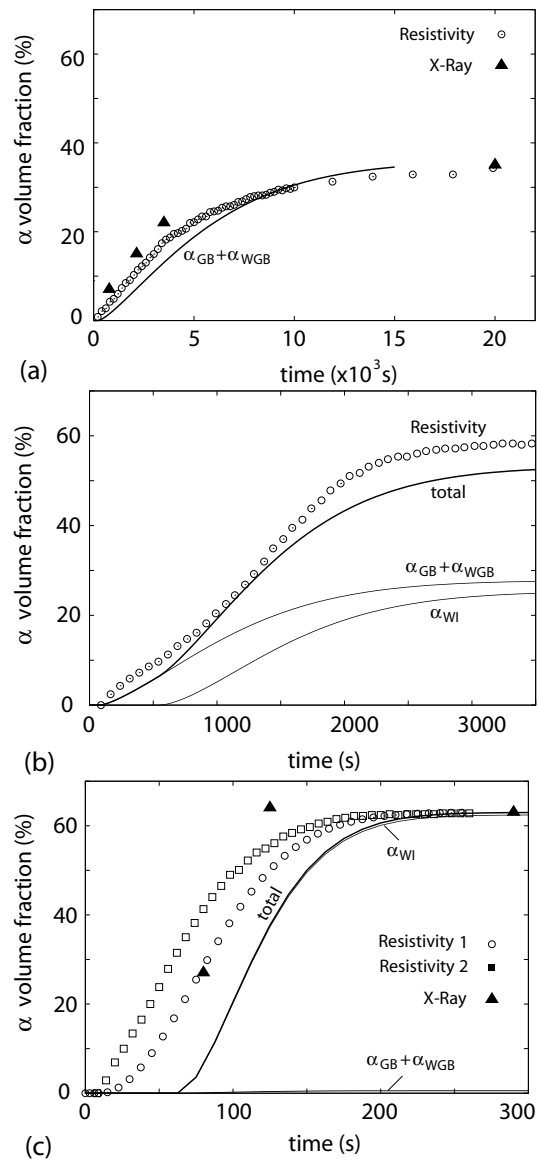 60
40
20
0
α volume fraction (%)
Resistivity
X-Ray
αGB+αWGB
0 5 10 15 20
time (x10³s)
(a)
60
40
20
0
α volume fraction (%)
Resistivity
total
αGB+αWGB
αWI
0 1000 2000 3000
time (s)
(b)
60
40
20
0
α volume fraction (%)
αWI
total
Resistivity 1
Resistivity 2
X-Ray
αGB+αWGB
0 100 200 300
time (s)
(c)